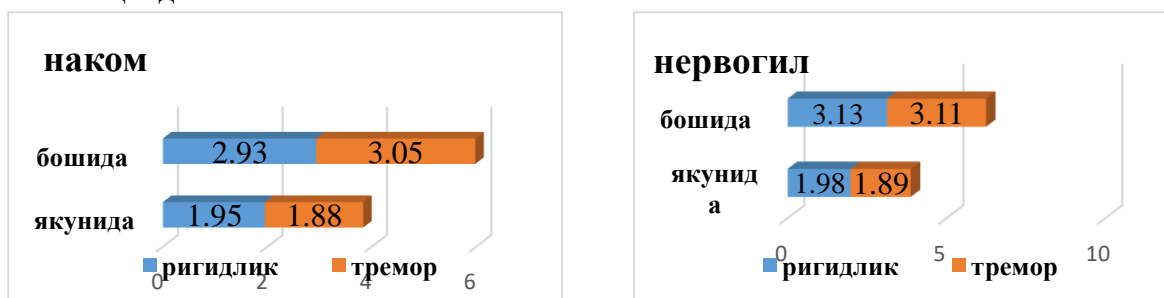 наком
бошида
2.93 3.05
якунида
1.95 1.88
0 2 4 6
ригидлик тремор
нервогил
бошида
3.13 3.11
якунид
а
1.98 1.89
0 5 10
ригидлик тремор